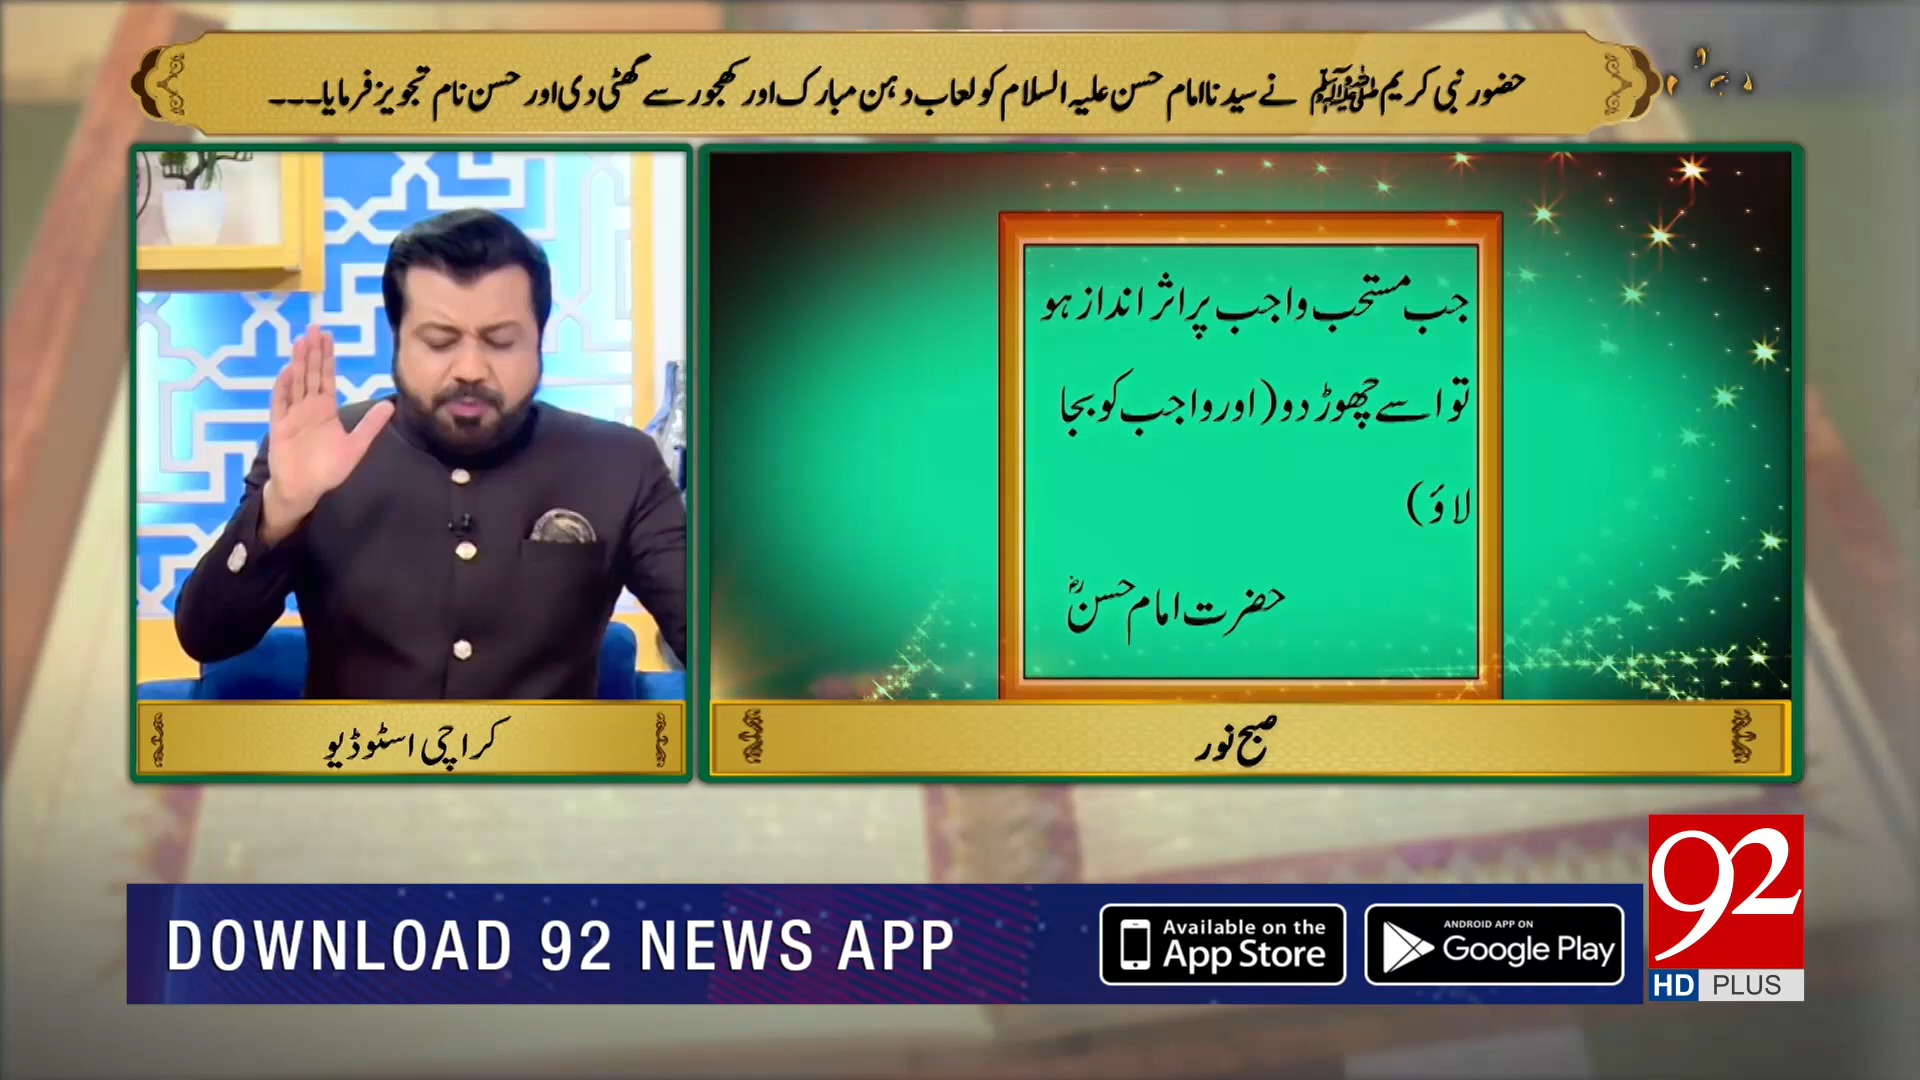 حضور نبی کریم ﷺ نے سیدنا امام حسن علیہ السلام کو لعاب دہن مبارک اور کھجور سے گھٹی دی اور حسن نام تجویز فرمایا۔۔۔
جب مستحب واجب پر اثر انداز ہو
تو اسے چھوڑ دو (اور واجب کو بجا
لاؤ)
حضرت امام حسنؓ
کراچی اسٹوڈیو
صبح نور
DOWNLOAD 92 NEWS APP
Available on the
App Store
ANDROID APP ON
Google Play
92
HD PLUS